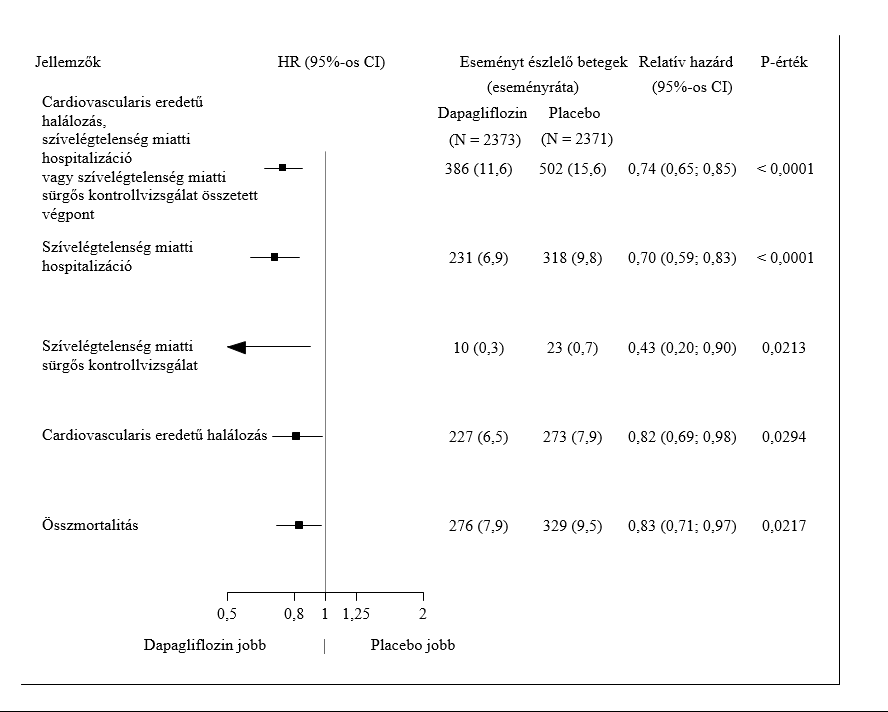 Jellemzők HR (95%-os CI) Eseményt észlelő betegek Relatív hazárd P-érték
(eseményráta) (95%-os CI)
Dapagliflozin Placebo
(N = 2373) (N = 2371)
Cardiovascularis eredetű
halálozás,
szívelégtelenség miatti
hospitalizáció
vagy szívelégtelenség miatti
sürgős kontrollvizsgálat összetett
végpont
386 (11,6) 502 (15,6) 0,74 (0,65; 0,85) < 0,0001
Szívelégtelenség miatti
hospitalizáció
231 (6,9) 318 (9,8) 0,70 (0,59; 0,83) < 0,0001
Szívelégtelenség miatti
sürgős kontrollvizsgálat
10 (0,3) 23 (0,7) 0,43 (0,20; 0,90) 0,0213
Cardiovascularis eredetű halálozás 227 (6,5) 273 (7,9) 0,82 (0,69; 0,98) 0,0294
Összmortalitás 276 (7,9) 329 (9,5) 0,83 (0,71; 0,97) 0,0217
0,5 0,8 1 1,25 2
Dapagliflozin jobb | Placebo jobb